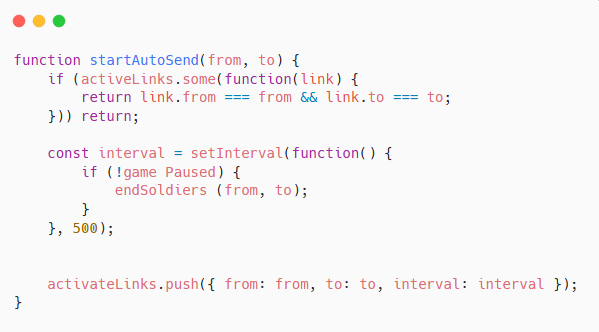 function startAutoSend(from, to) {
    if (activeLinks.some(function(link) {
        return link.from === from && link.to === to;
    })) return;

    const interval = setInterval(function() {
        if (!game Paused) {
            endSoldiers (from, to);
        }
    }, 500);


    activateLinks.push({ from: from, to: to, interval: interval });
}